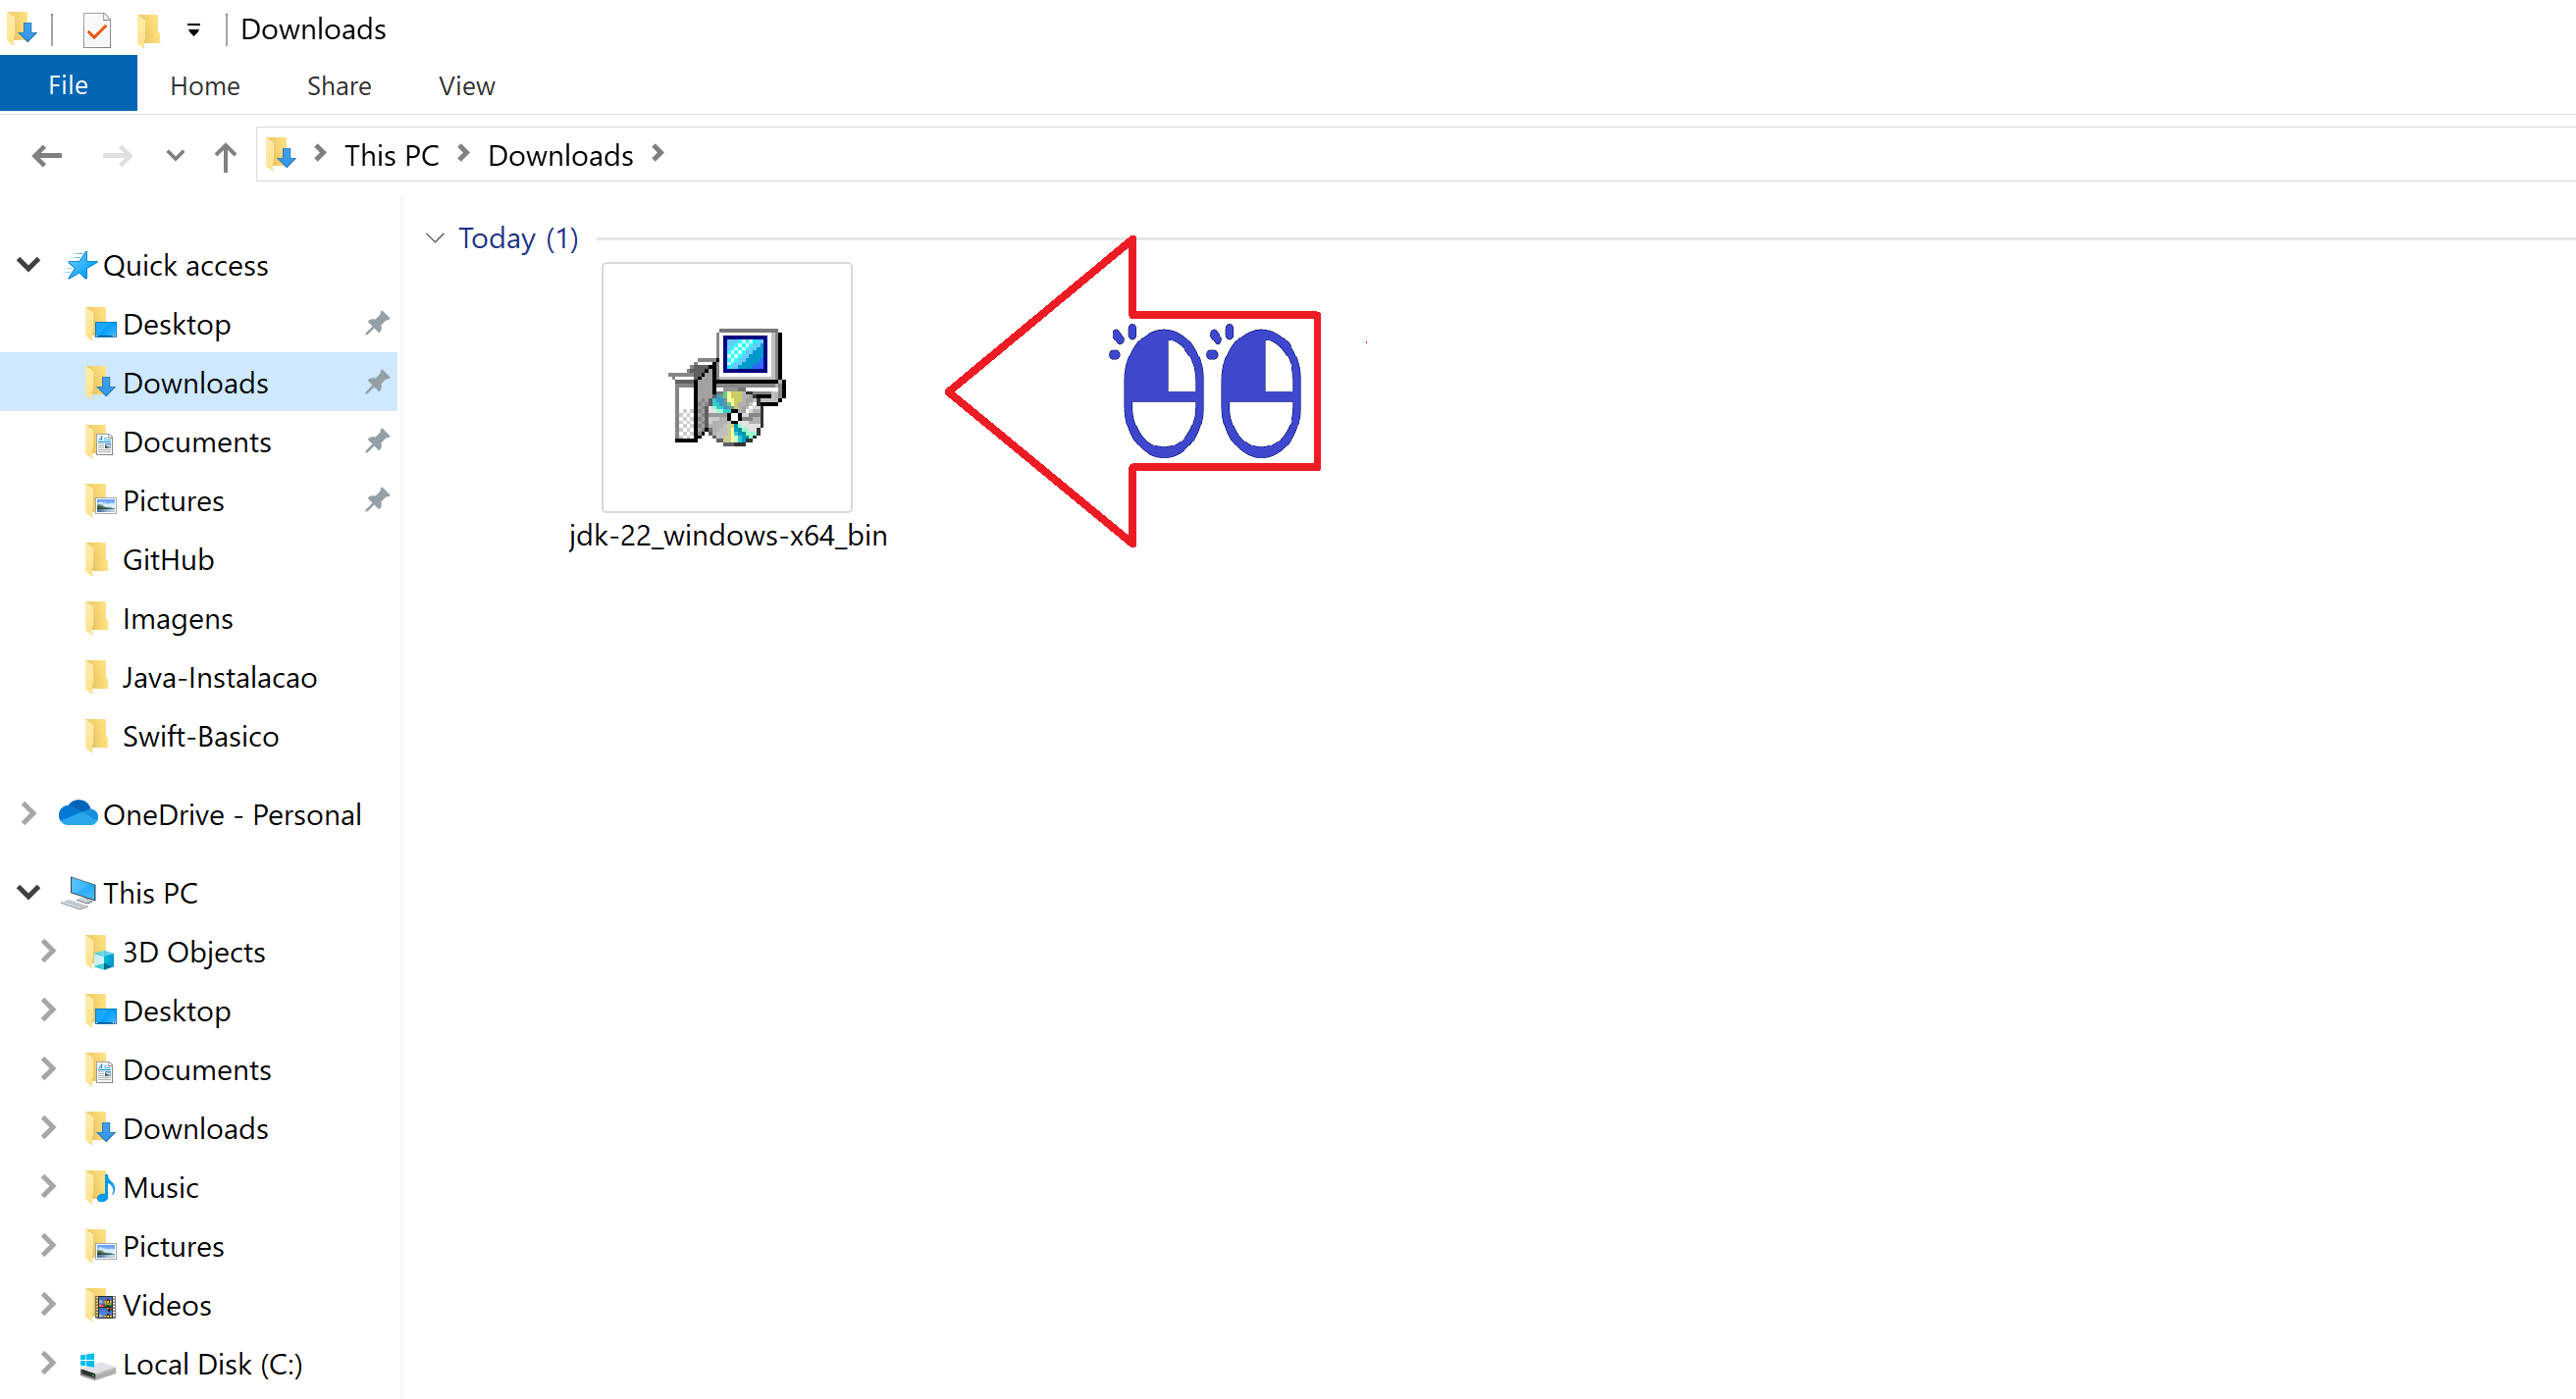 Downloads
File Home Share View
This PC Downloads
Today (1)
jdk-22_windows-x64_bin
Quick access
Desktop
Downloads
Documents
Pictures
GitHub
Imagens
Java-Instalacao
Swift-Basico
OneDrive - Personal
This PC
3D Objects
Desktop
Documents
Downloads
Music
Pictures
Videos
Local Disk (C:)